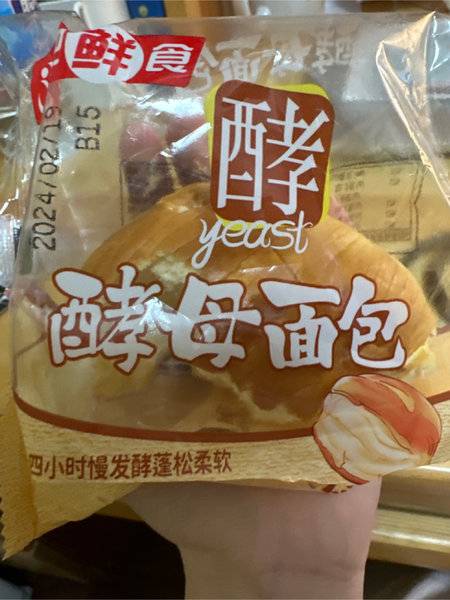 鲜食
2024/02/19
B15
酵
yeast
酵母面包
四小时慢发酵蓬松柔软